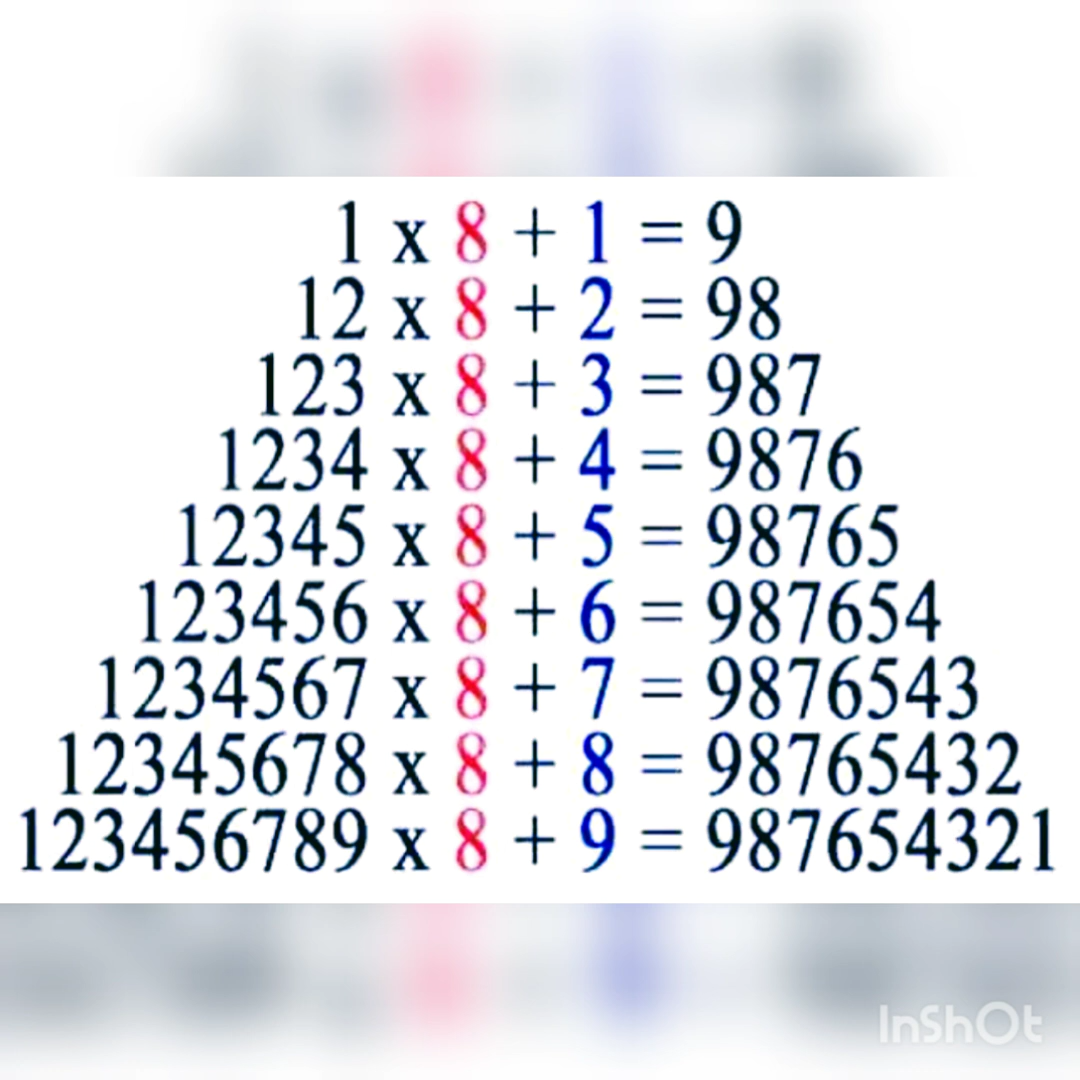 1 x 8 + 1 = 9
12 x 8 + 2 = 98
123 x 8 + 3 = 987
1234 x 8 + 4 = 9876
12345 x 8 + 5 = 98765
123456 x 8 + 6 = 987654
1234567 x 8 + 7 = 9876543
12345678 x 8 + 8 = 98765432
123456789 x 8 + 9 = 987654321
InShOt